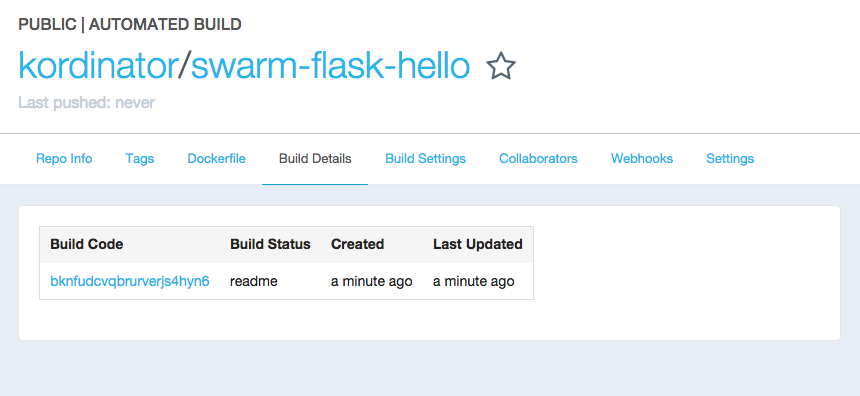 PUBLIC | AUTOMATED BUILD
kordinator/swarm-flask-hello
Last pushed: never
Repo Info Tags Dockerfile Build Details Build Settings Collaborators Webhooks Settings
Build Code Build Status Created Last Updated
bknfudcvqbrurverjs4hyn6 readme a minute ago a minute ago